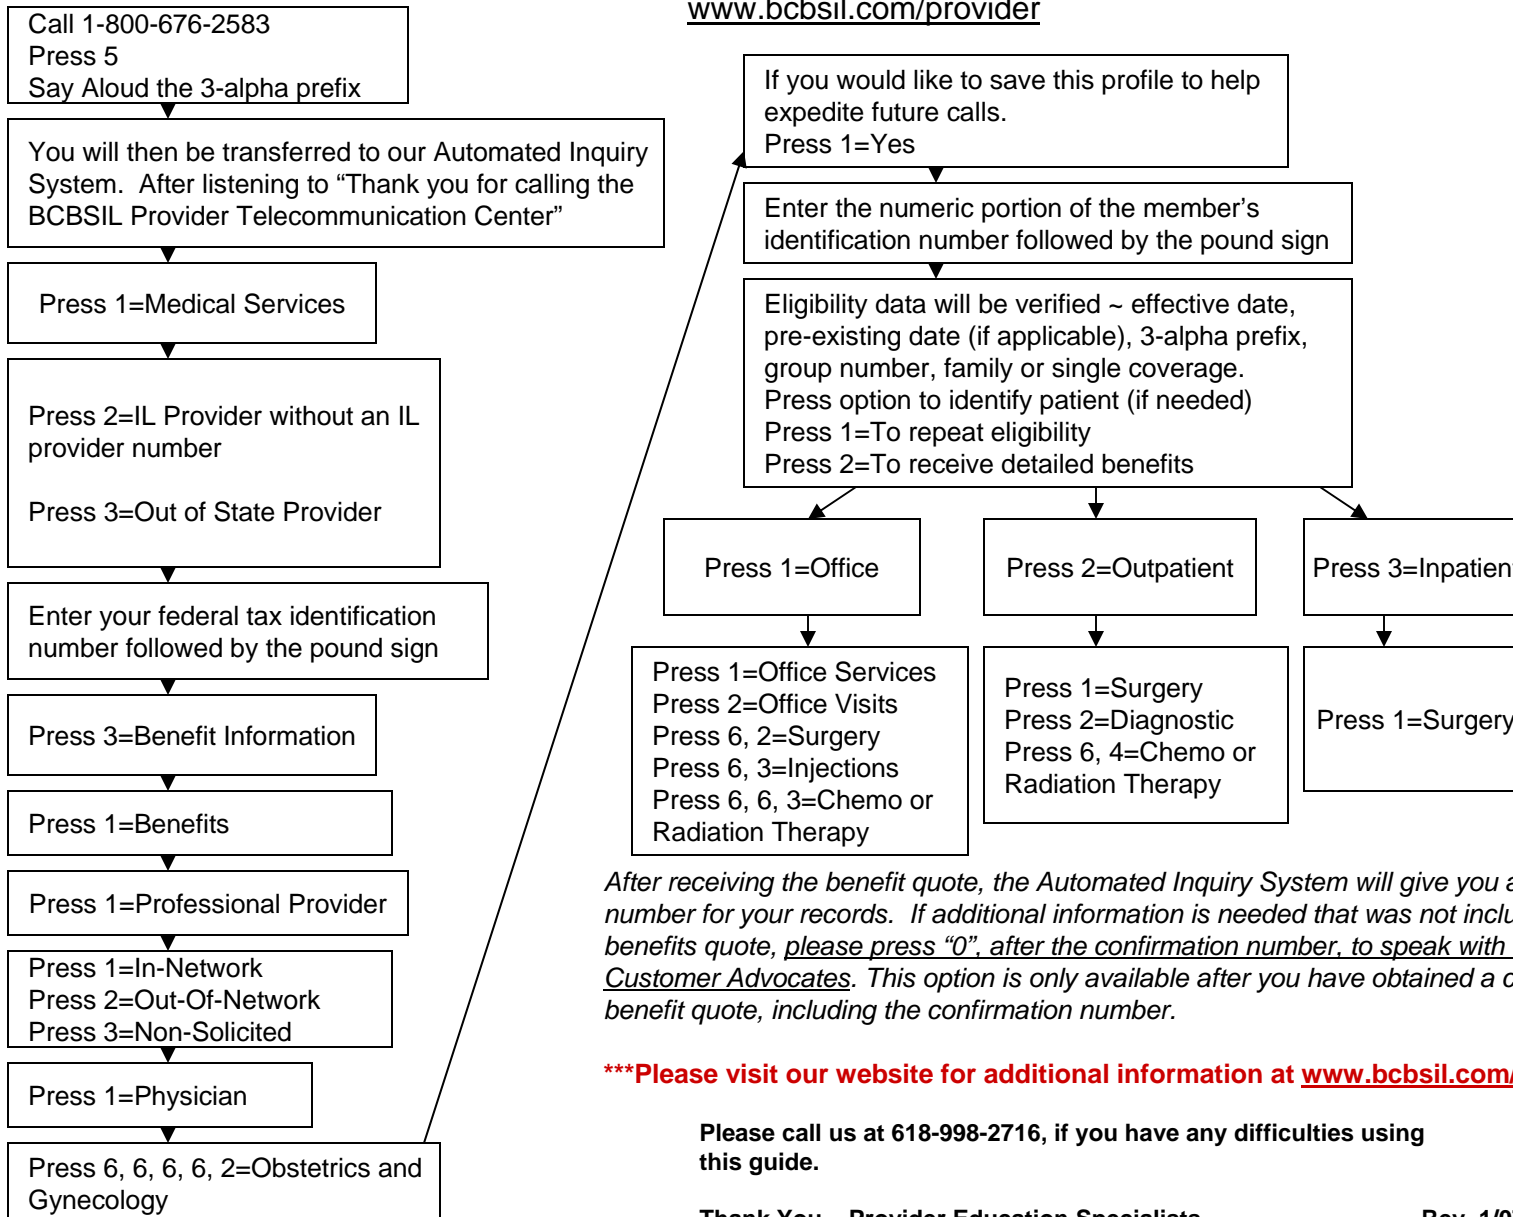 Call 1-800-676-2583
Press 5
Say Aloud the 3-alpha prefix
You will then be transferred to our Automated Inquiry
System.  After listening to “Thank you for calling the
BCBSIL Provider Telecommunication Center”
Press 1=Medical Services
Press 2=IL Provider without an IL
provider number
Press 3=Out of State Provider
Enter your federal tax identification
number followed by the pound sign
Press 3=Benefit Information
Press 1=Benefits
Press 1=Professional Provider
Press 1=In-Network
Press 2=Out-Of-Network
Press 3=Non-Solicited
Press 1=Physician
Press 6, 6, 6, 6, 2=Obstetrics and
Gynecology
www.bcbsil.com/provider
If you would like to save this profile to help
expedite future calls.
Press 1=Yes
Enter the numeric portion of the member’s
identification number followed by the pound sign
Eligibility data will be verified ~ effective date,
pre-existing date (if applicable), 3-alpha prefix,
group number, family or single coverage.
Press option to identify patient (if needed)
Press 1=To repeat eligibility
Press 2=To receive detailed benefits
Press 1=Office
Press 1=Office Services
Press 2=Office Visits
Press 6, 2=Surgery
Press 6, 3=Injections
Press 6, 6, 3=Chemo or
Radiation Therapy
Press 2=Outpatient
Press 1=Surgery
Press 2=Diagnostic
Press 6, 4=Chemo or
Radiation Therapy
Press 3=Inpatient
Press 1=Surgery
After receiving the benefit quote, the Automated Inquiry System will give you a
number for your records.  If additional information is needed that was not inclu
benefits quote, please press “0”, after the confirmation number, to speak with
Customer Advocates. This option is only available after you have obtained a c
benefit quote, including the confirmation number.
***Please visit our website for additional information at www.bcbsil.com/
Please call us at 618-998-2716, if you have any difficulties using
this guide.
Thank You – Provider Education Specialists
Rev. 1/0